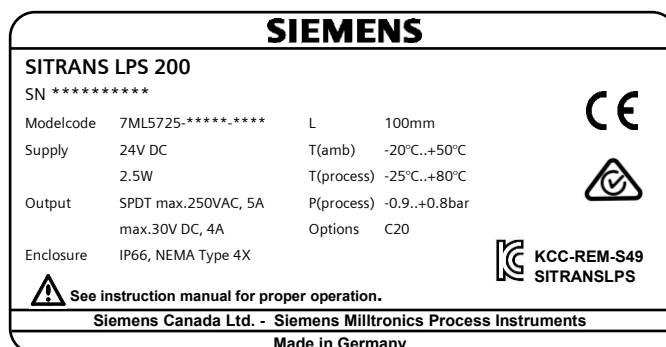 SIEMENS
SITRANS LPS 200
SN **********
Modelcode 7ML5725-*****-**** L 100mm
Supply 24V DC T(amb) -20°C..+50°C
2.5W T(process) -25°C..+80°C
Output SPDT max.250VAC, 5A P(process) -0.9..+0.8bar
max.30V DC, 4A Options C20
Enclosure IP66, NEMA Type 4X
KCC-REM-S49
SITRANSLPS
See instruction manual for proper operation.
Siemens Canada Ltd. - Siemens Milltronics Process Instruments
Made in Germany